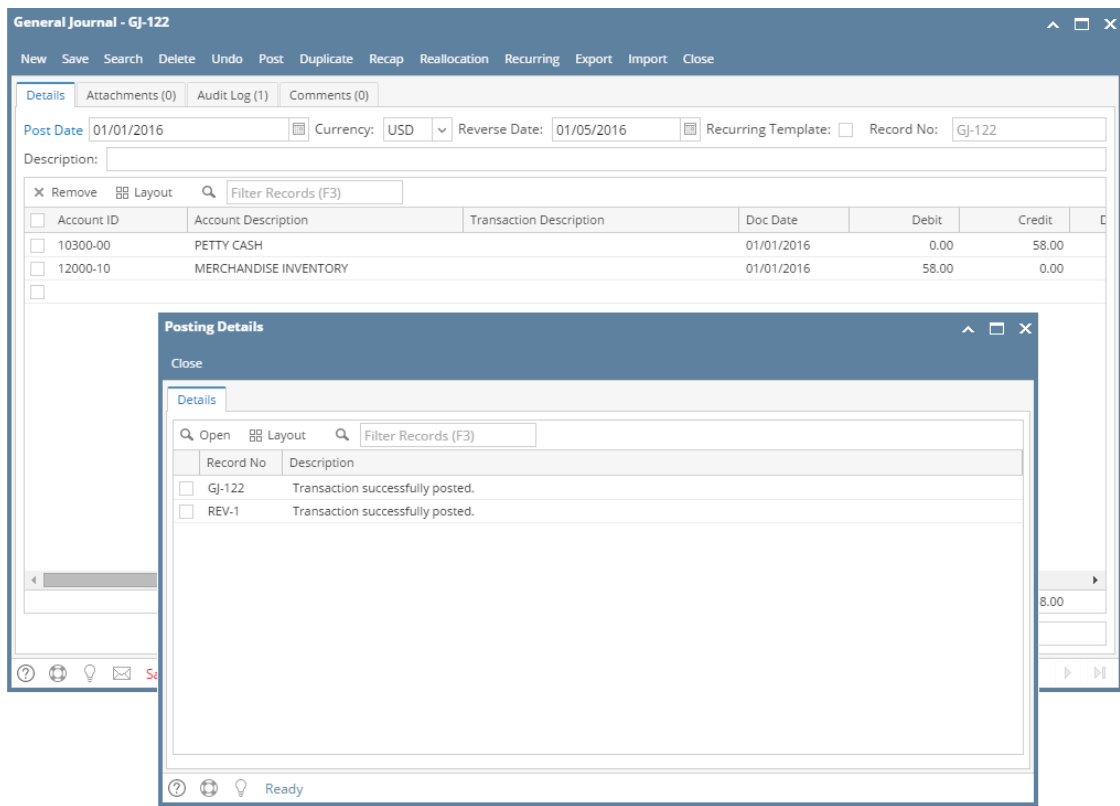 General Journal - GJ-122
New Save Search Delete Undo Post Duplicate Recap Reallocation Recurring Export Import Close
Details Attachments (0) Audit Log (1) Comments (0)
Post Date 01/01/2016 Currency: USD Reverse Date: 01/05/2016 Recurring Template: Record No: GJ-122
Description:
Remove Layout Filter Records (F3)
Account ID Account Description Transaction Description Doc Date Debit Credit
10300-00 PETTY CASH 01/01/2016 0.00 58.00
12000-10 MERCHANDISE INVENTORY 01/01/2016 58.00 0.00
Posting Details
Close
Details
Open Layout Filter Records (F3)
Record No Description
GJ-122 Transaction successfully posted.
REV-1 Transaction successfully posted.
8.00
Ready